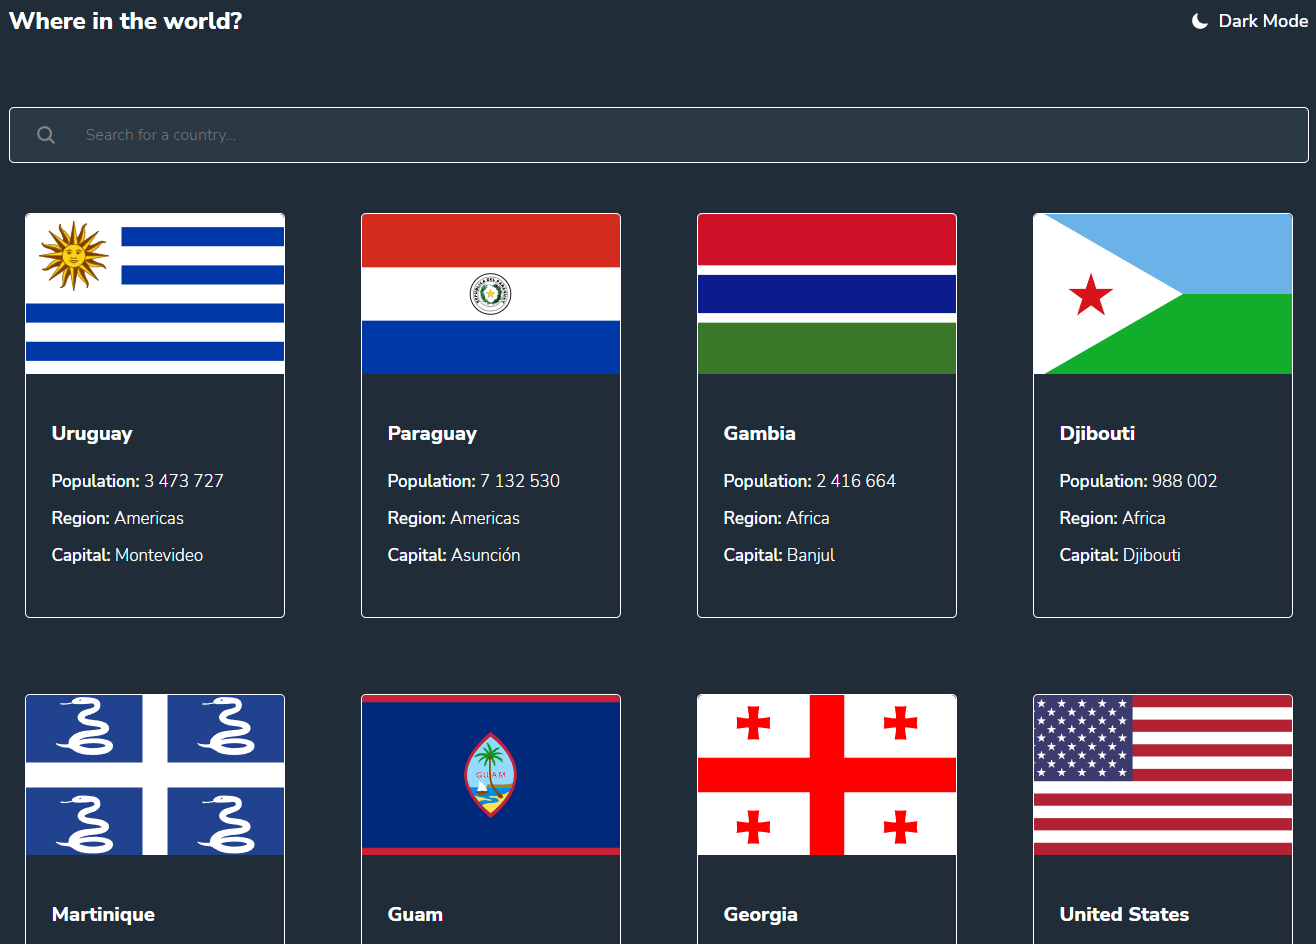 Where in the world?
Dark Mode
Search for a country...
Uruguay
Population: 3 473 727
Region: Americas
Capital: Montevideo
Paraguay
Population: 7 132 530
Region: Americas
Capital: Asunción
Gambia
Population: 2 416 664
Region: Africa
Capital: Banjul
Djibouti
Population: 988 002
Region: Africa
Capital: Djibouti
Martinique
GUAM
Guam
Georgia
United States